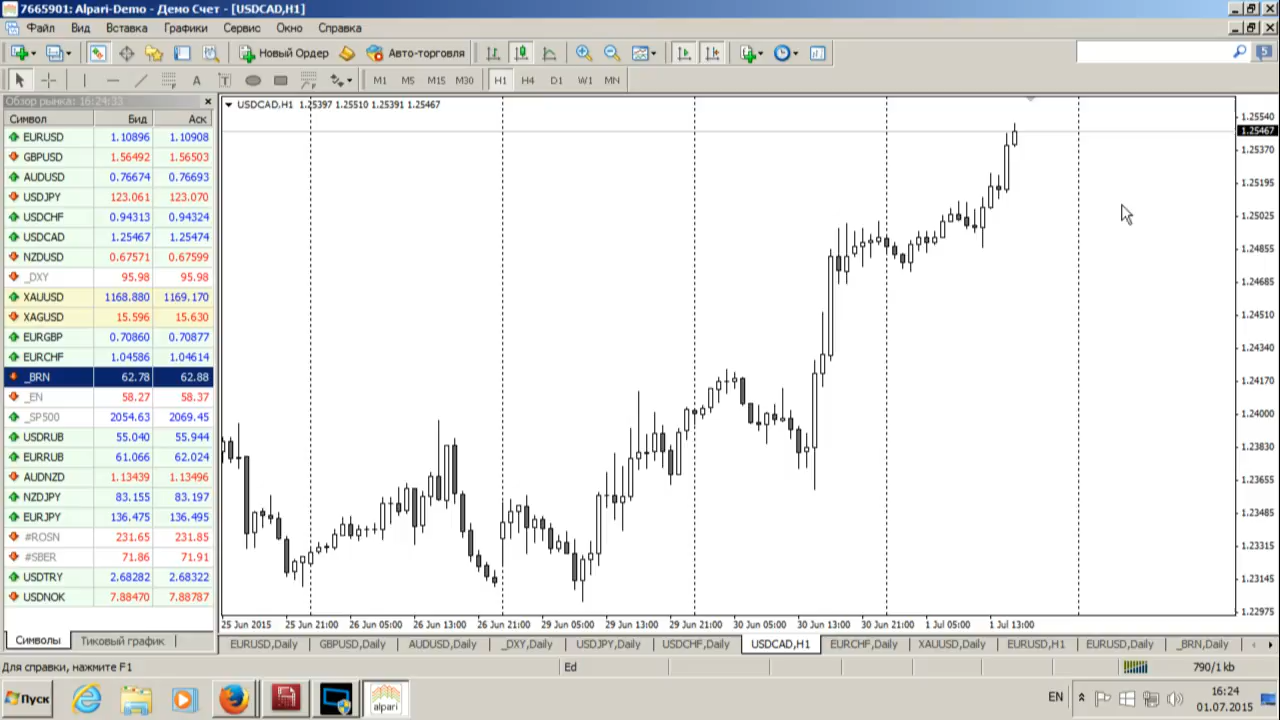 7665901: Alpari-Demo - Демо Счет - [USDCAD,H1]
Файл Вид Вставка Графики Сервис Окно Справка
Новый Ордер Авто-торговля 5
A T M1 M5 M15 M30 H1 H4 D1 W1 MN
Обзор рынка: 16:24:33
Символ Бид Аск
EURUSD 1.10896 1.10908
GBPUSD 1.56492 1.56503
AUDUSD 0.76674 0.76693
USDJPY 123.061 123.070
USDCHF 0.94313 0.94324
USDCAD 1.25467 1.25474
NZDUSD 0.67571 0.67599
_DXY 95.98 95.98
XAUUSD 1168.880 1169.170
XAGUSD 15.596 15.630
EURGBP 0.70860 0.70877
EURCHF 1.04586 1.04614
_BRN 62.78 62.88
_EN 58.27 58.37
_SP500 2054.63 2069.45
USDRUB 55.040 55.944
EURRUB 61.066 62.024
AUDNZD 1.13439 1.13496
NZDJPY 83.155 83.197
EURJPY 136.475 136.495
#ROSN 231.65 231.85
#SBER 71.86 71.91
USDTRY 2.68282 2.68322
USDNOK 7.88470 7.88787
Символы Тиковый график
USDCAD,H1 1.25397 1.25510 1.25391 1.25467
1.25540
1.25467
1.25370
1.25195
1.25025
1.24855
1.24685
1.24510
1.24340
1.24170
1.24000
1.23830
1.23655
1.23485
1.23315
1.23145
1.22975
25 Jun 2015 25 Jun 21:00 26 Jun 05:00 26 Jun 13:00 26 Jun 21:00 29 Jun 05:00 29 Jun 13:00 29 Jun 21:00 30 Jun 05:00 30 Jun 13:00 30 Jun 21:00 1 Jul 05:00 1 Jul 13:00
EURUSD,Daily GBPUSD,Daily AUDUSD,Daily _DXY,Daily USDJPY,Daily USDCHF,Daily USDCAD,H1 EURCHF,Daily XAUUSD,Daily EURUSD,H1 EURUSD,Daily _BRN,Daily
Для справки, нажмите F1 Ed 790/1 kb
Пуск alpari EN 16:24
01.07.2015